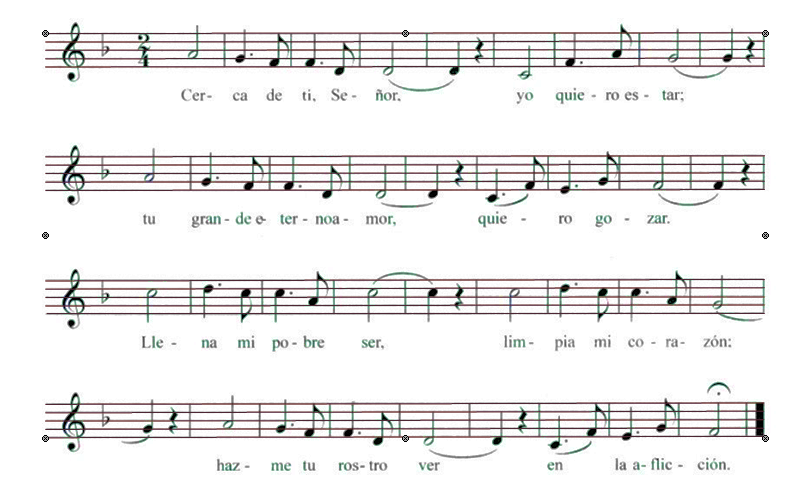 2
4
Cer- ca de ti, Se - ñor, yo quie - ro es - tar;
tu gran - de e- ter - noa - mor, quie - ro go - zar.
Lle - na mi po - bre ser, lim - pia mi co - ra - zón;
haz - me tu ros - tro ver en la a - flic - ción.